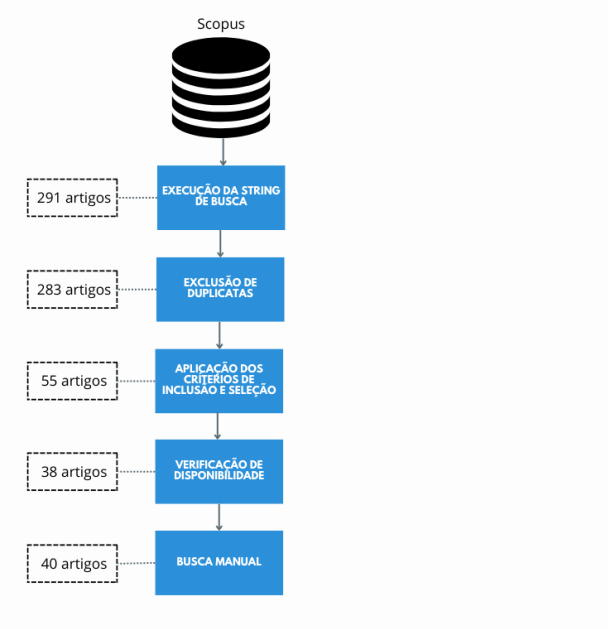 Scopus
291 artigos
EXECUÇÃO DA STRING
DE BUSCA
283 artigos
EXCLUSÃO DE
DUPLICATAS
55 artigos
APLICAÇÃO DOS
CRITÉRIOS DE
INCLUSÃO E SELEÇÃO
38 artigos
VERIFICAÇÃO DE
DISPONIBILIDADE
40 artigos
BUSCA MANUAL